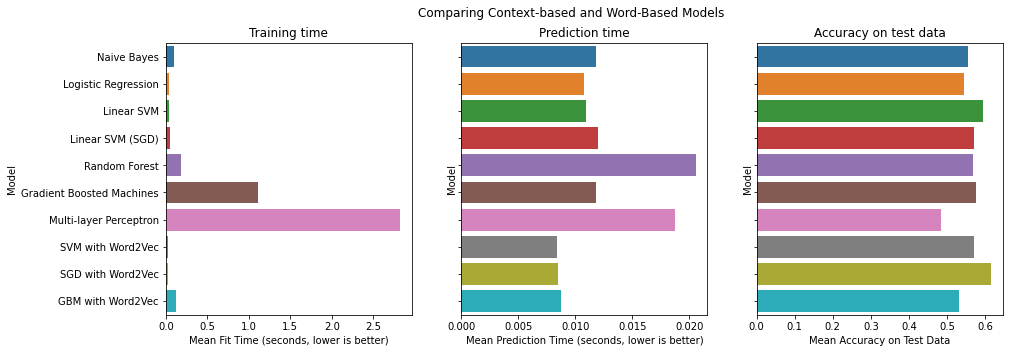 Comparing Context-based and Word-Based Models
Training time
Prediction time
Accuracy on test data
Model
Naive Bayes
Logistic Regression
Linear SVM
Linear SVM (SGD)
Random Forest
Gradient Boosted Machines
Multi-layer Perceptron
SVM with Word2Vec
SGD with Word2Vec
GBM with Word2Vec
0.0 0.5 1.0 1.5 2.0 2.5
Mean Fit Time (seconds, lower is better)
Model
0.000 0.005 0.010 0.015 0.020
Mean Prediction Time (seconds, lower is better)
Model
0.0 0.1 0.2 0.3 0.4 0.5 0.6
Mean Accuracy on Test Data